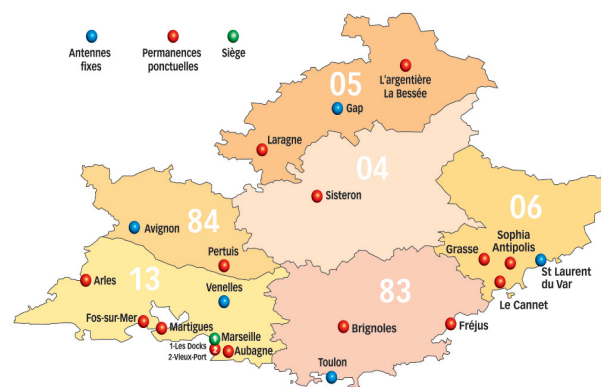 Antennes
fixes
Permanences
ponctuelles
Siège
05
L'argentière
La Bessée
Gap
Laragne
04
Sisteron
06
Sophia
Antipolis
Grasse
St Laurent
du Var
Le Cannet
84
Avignon
Pertuis
13
Arles
Venelles
Fos-sur-Mer
Martigues
Marseille
1-Les Docks
2-Vieux-Port
2
Aubagne
83
Brignoles
Fréjus
Toulon